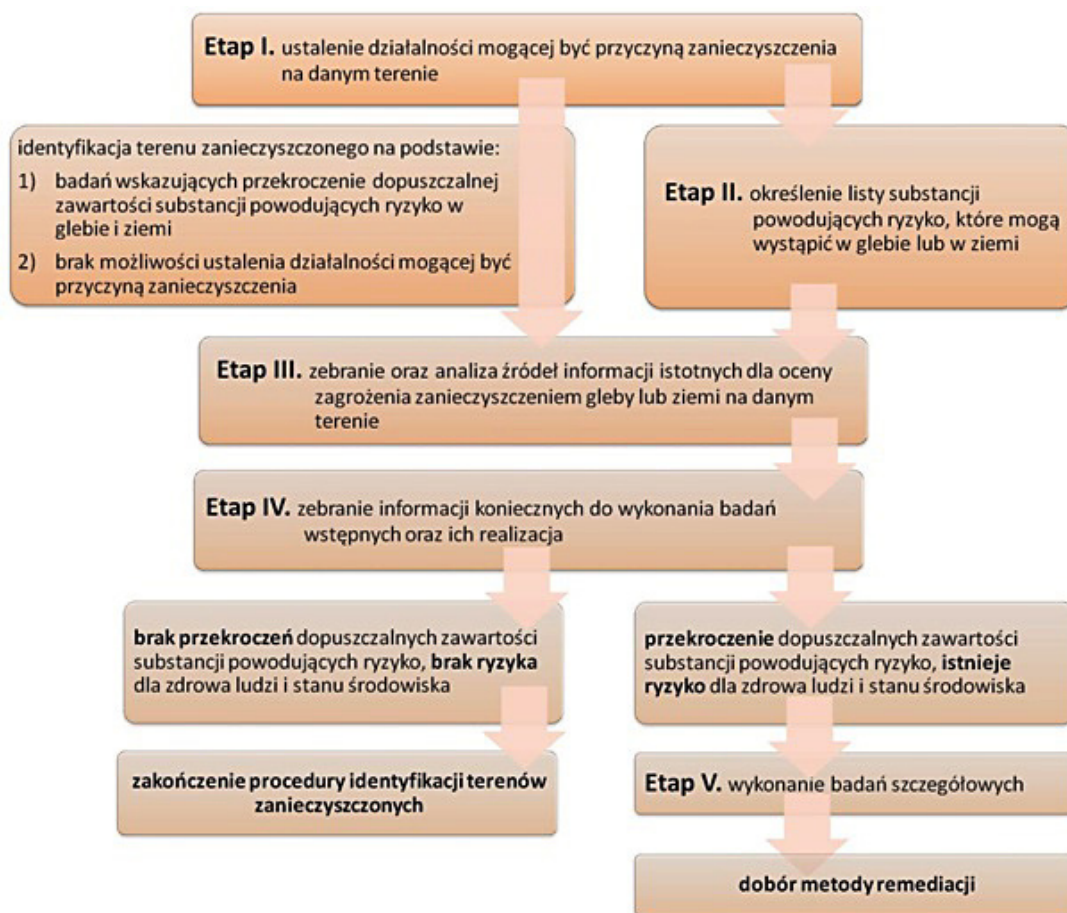 Etap I. ustalenie działalności mogącej być przyczyną zanieczyszczenia
na danym terenie
identyfikacja terenu zanieczyszczonego na podstawie:
1) badań wskazujących przekroczenie dopuszczalnej
zawartości substancji powodujących ryzyko w
glebie i ziemi
2) brak możliwości ustalenia działalności mogącej być
przyczyną zanieczyszczenia
Etap II. określenie listy substancji
powodujących ryzyko, które mogą
wystąpić w glebie lub w ziemi
Etap III. zebranie oraz analiza źródeł informacji istotnych dla oceny
zagrożenia zanieczyszczeniem gleby lub ziemi na danym
terenie
Etap IV. zebranie informacji koniecznych do wykonania badań
wstępnych oraz ich realizacja
brak przekroczeń dopuszczalnych zawartości
substancji powodujących ryzyko, brak ryzyka
dla zdrowa ludzi i stanu środowiska
przekroczenie dopuszczalnych zawartości
substancji powodujących ryzyko, istnieje
ryzyko dla zdrowa ludzi i stanu środowiska
zakończenie procedury identyfikacji terenów
zanieczyszczonych
Etap V. wykonanie badań szczegółowych
dobór metody remediacji